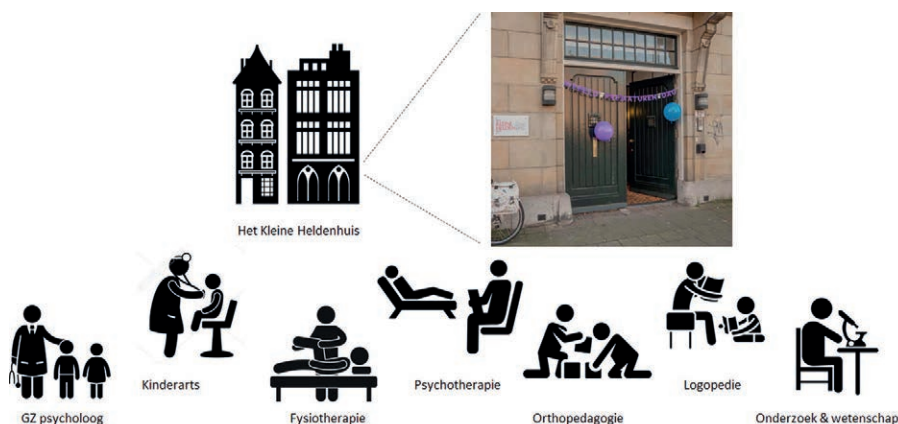 Het Kleine Heldenhuis
Kinderarts
Psychotherapie
Logopedie
GZ psycholoog
Fysiotherapie
Orthopedagogie
Onderzoek & wetenschap